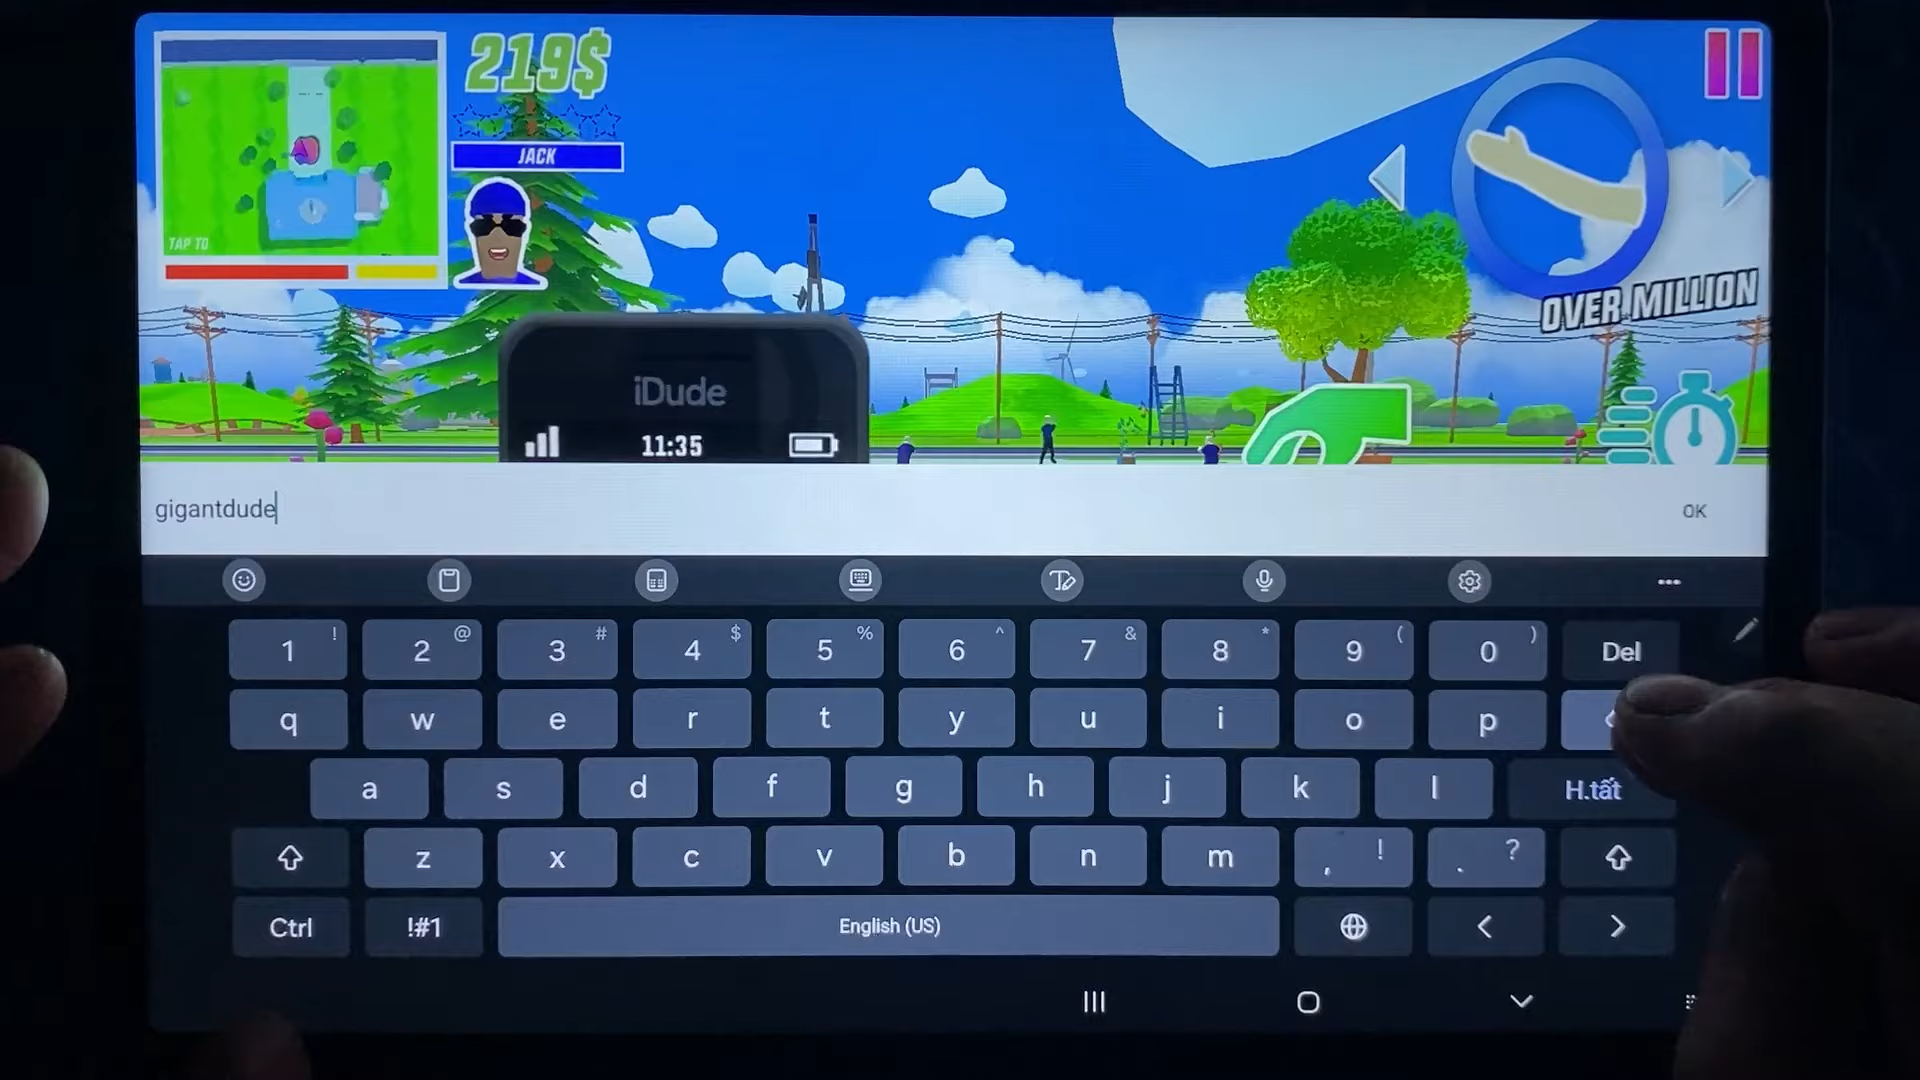 219$
JACK
TAP TO
OVER MILLION
iDude
11:35
gigantdude
OK
1 ! 2 @ 3 # 4 $ 5 % 6 ^ 7 & 8 * 9 ( 0 ) Del
q w e r t y u i o p
a s d f g h j k l H.tất
z x c v b n m , ! . ?
Ctrl !#1 English (US) < >